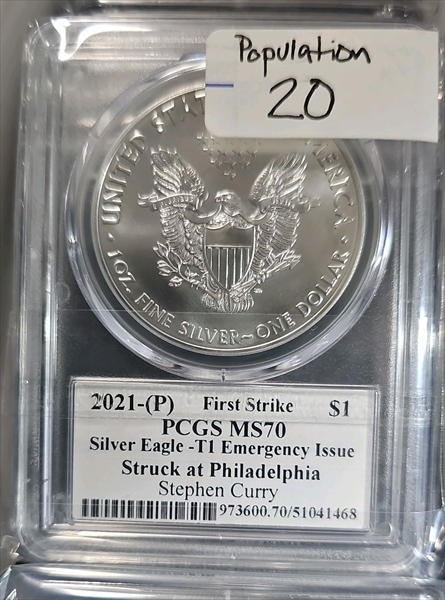 Population
20
UNITED STATES AMERICA
1 OZ. FINE SILVER~ONE DOLLAR
2021-(P) First Strike $1
PCGS MS70
Silver Eagle -T1 Emergency Issue
Struck at Philadelphia
Stephen Curry
973600.70/51041468